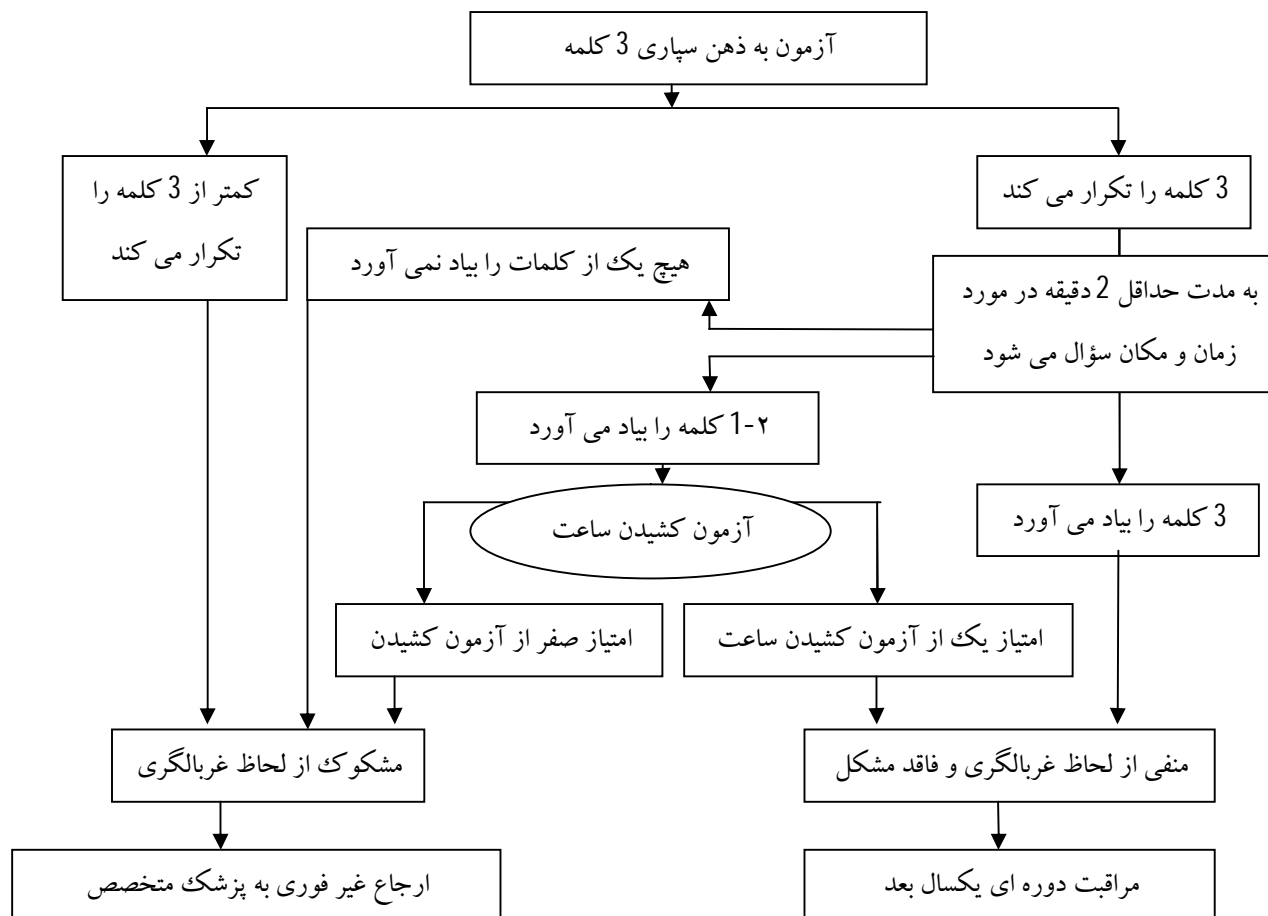 آزمون به ذهن سپاری 3 کلمه
3 کلمه را تکرار می کند
کمتر از 3 کلمه را
تکرار می کند
هیچ یک از کلمات را بیاد نمی آورد
به مدت حداقل 2 دقیقه در مورد
زمان و مکان سؤال می شود
1-۲ کلمه را بیاد می آورد
3 کلمه را بیاد می آورد
آزمون کشیدن ساعت
امتیاز یک از آزمون کشیدن ساعت
امتیاز صفر از آزمون کشیدن
منفی از لحاظ غربالگری و فاقد مشکل
مشکوک از لحاظ غربالگری
مراقبت دوره ای یکسال بعد
ارجاع غیر فوری به پزشک متخصص